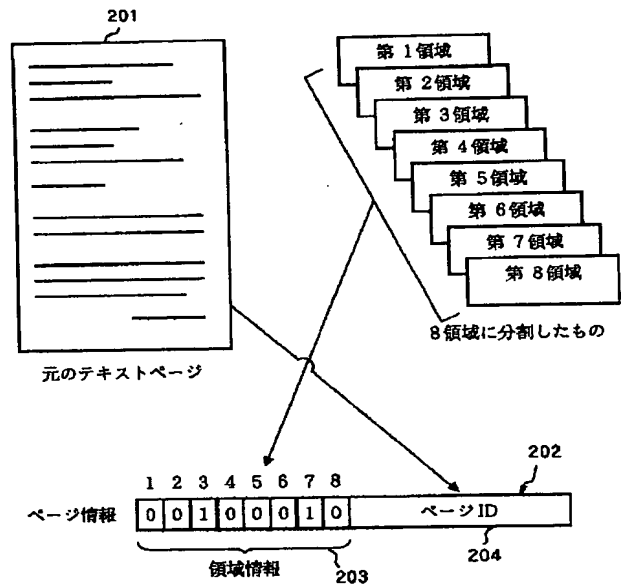 201
第 1 領域
第 2 領域
第 3 領域
第 4 領域
第 5 領域
第 6 領域
第 7 領域
第 8 領域
8領域に分割したもの
元のテキストページ
202
1 2 3 4 5 6 7 8
ページ情報 0 0 1 0 0 0 1 0 ページ ID
204
領域情報 203